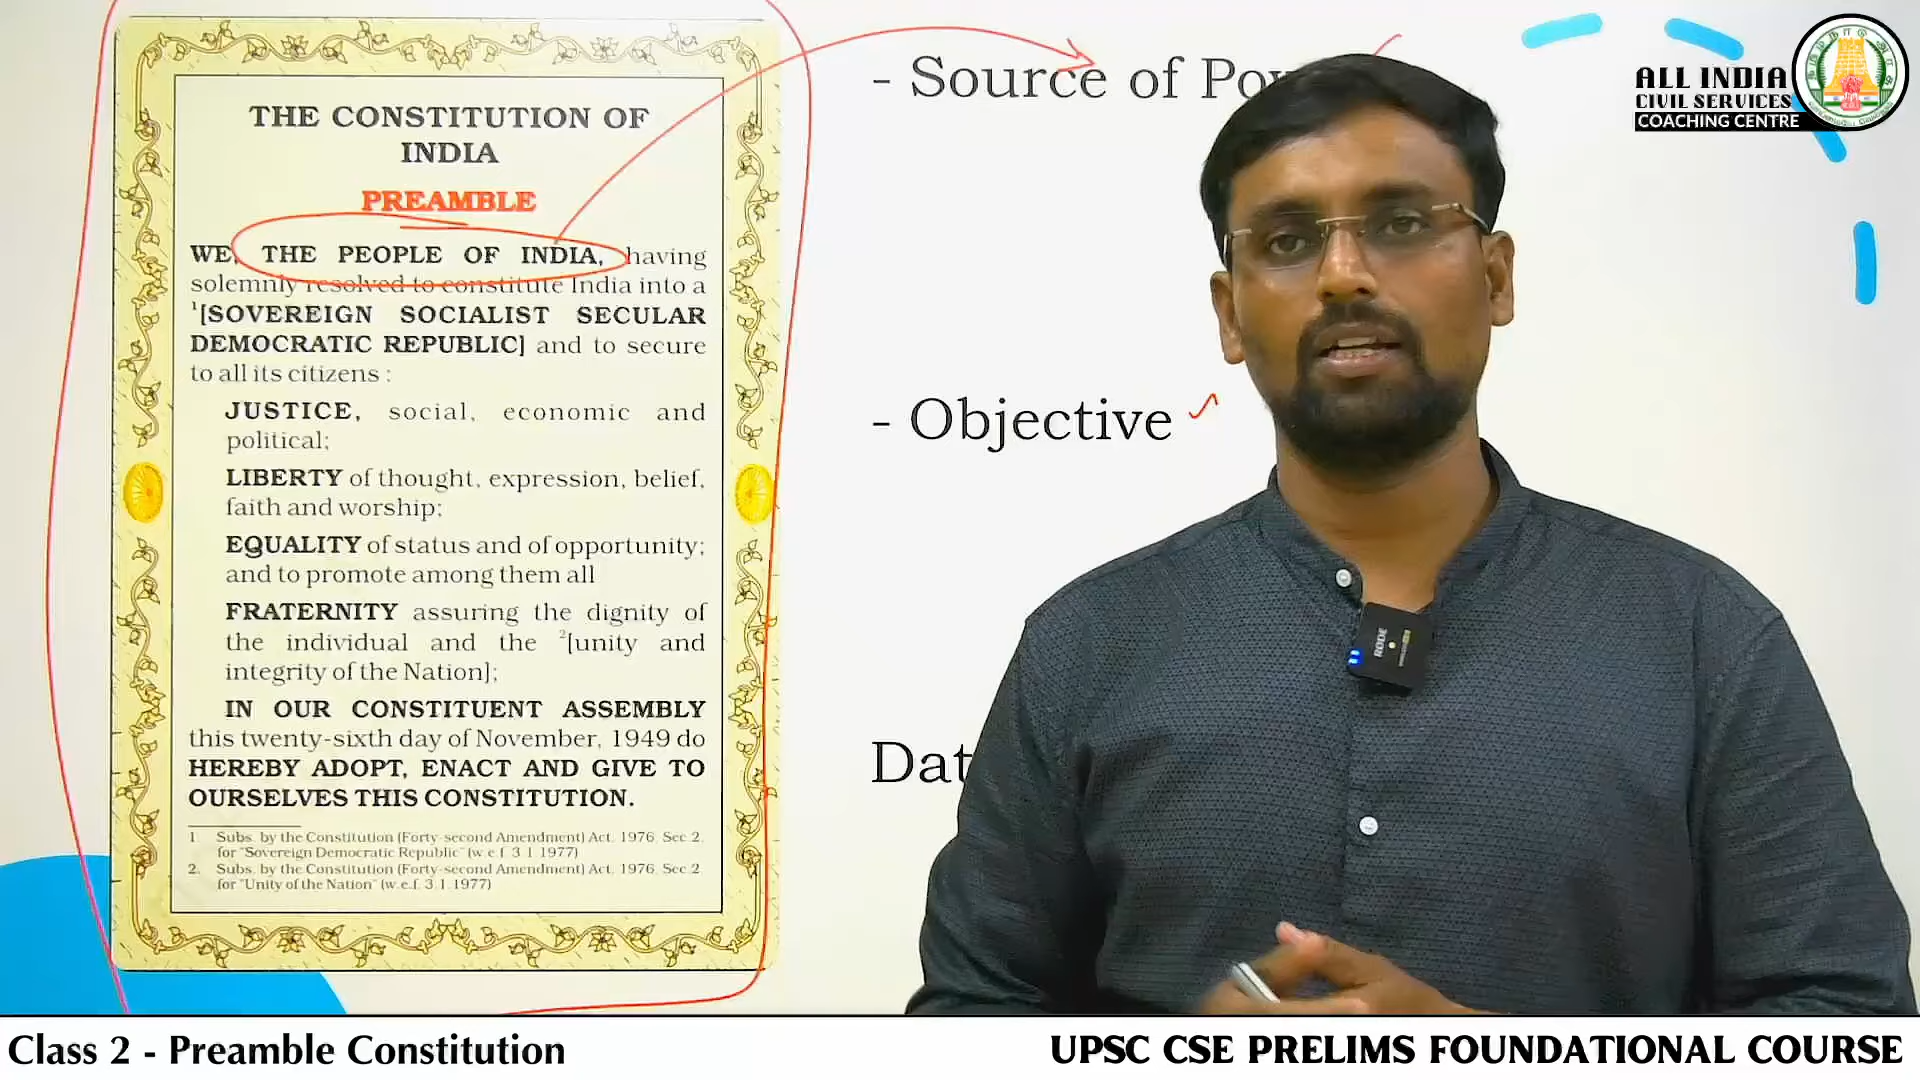 THE CONSTITUTION OF
INDIA
PREAMBLE
WE, THE PEOPLE OF INDIA, having
solemnly resolved to constitute India into a
1[SOVEREIGN SOCIALIST SECULAR
DEMOCRATIC REPUBLIC] and to secure
to all its citizens :
JUSTICE, social, economic and
political;
LIBERTY of thought, expression, belief,
faith and worship;
EQUALITY of status and of opportunity;
and to promote among them all
FRATERNITY assuring the dignity of
the individual and the 2[unity and
integrity of the Nation];
IN OUR CONSTITUENT ASSEMBLY
this twenty-sixth day of November, 1949 do
HEREBY ADOPT, ENACT AND GIVE TO
OURSELVES THIS CONSTITUTION.
1. Subs. by the Constitution (Forty-second Amendment) Act, 1976, Sec.2,
for "Sovereign Democratic Republic" (w.e.f. 3.1.1977)
2. Subs. by the Constitution (Forty-second Amendment) Act, 1976, Sec.2,
for "Unity of the Nation" (w.e.f. 3.1.1977)
- Source of
- Objective
ALL INDIA
CIVIL SERVICES
COACHING CENTRE
RODE
Class 2 - Preamble Constitution
UPSC CSE PRELIMS FOUNDATIONAL COURSE